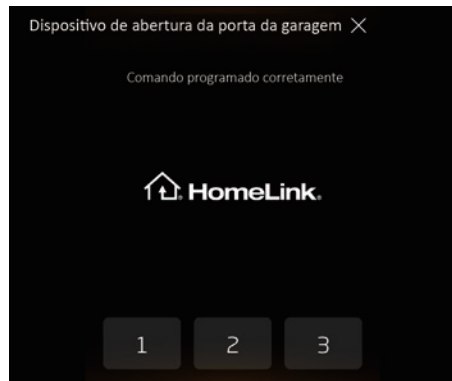 Dispositivo de abertura da porta da garagem
Comando programado corretamente
HomeLink®
1 2 3